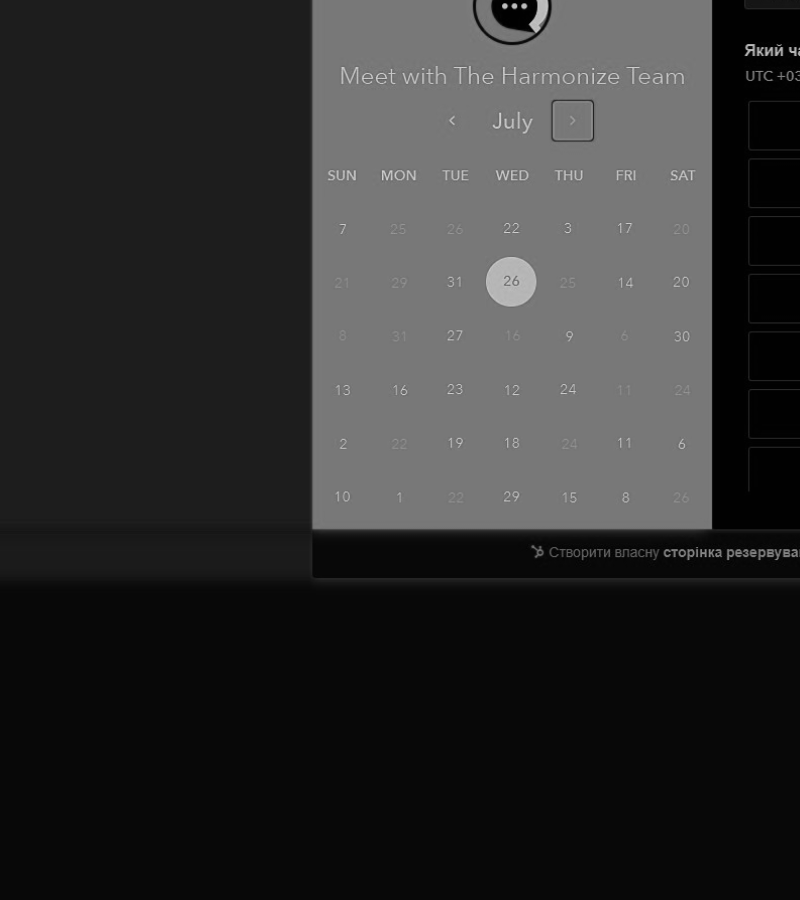 Meet with The Harmonize Team
July
SUN MON TUE WED THU FRI SAT
7 25 26 22 3 17 20
21 29 31 26 25 14 20
8 31 27 16 9 6 30
13 16 23 12 24 11 24
2 22 19 18 24 11 6
10 1 22 29 15 8 26
Який ча
UTC +03
Створити власну сторінка резервува